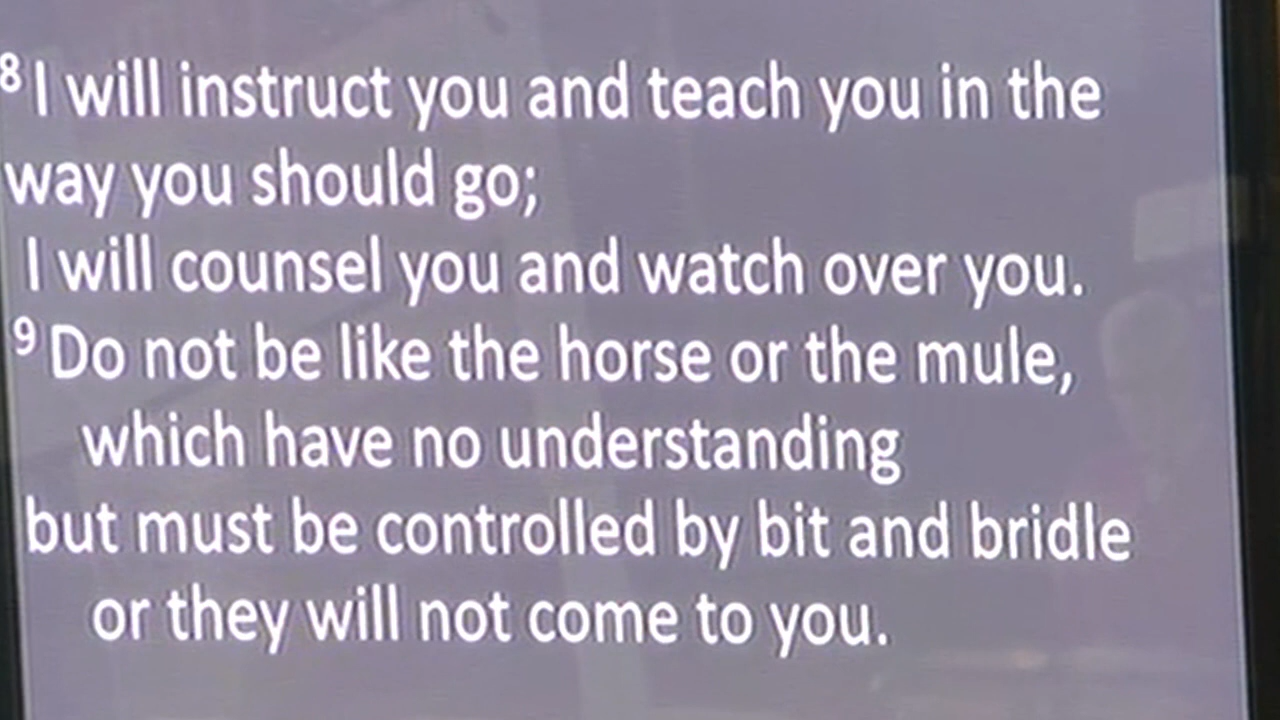 8 I will instruct you and teach you in the
way you should go;
I will counsel you and watch over you.
9 Do not be like the horse or the mule,
which have no understanding
but must be controlled by bit and bridle
or they will not come to you.